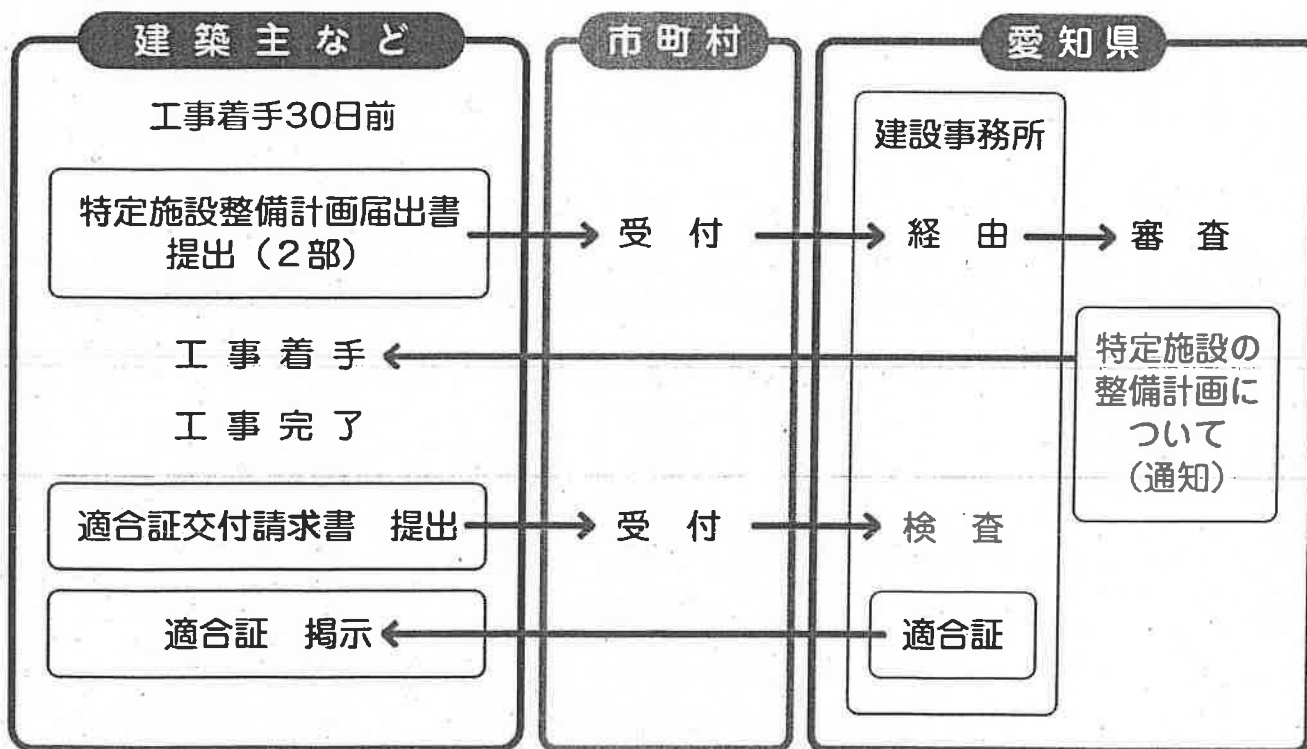 建築主など
市町村
愛知県
工事着手30日前
建設事務所
特定施設整備計画届出書
提出（2部）
受付
経由
審査
工事着手
特定施設の
整備計画に
ついて
（通知）
工事完了
適合証交付請求書　提出
受付
検査
適合証　掲示
適合証